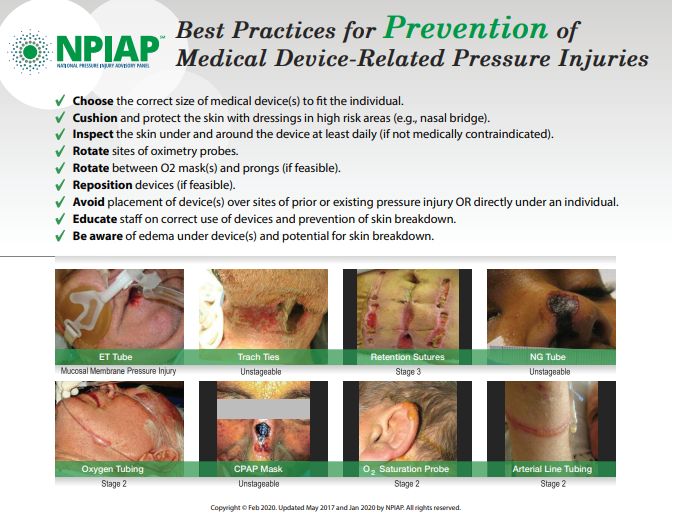 NPIAP™
NATIONAL PRESSURE INJURY ADVISORY PANEL
Best Practices for Prevention of
Medical Device-Related Pressure Injuries
✓ Choose the correct size of medical device(s) to fit the individual.
✓ Cushion and protect the skin with dressings in high risk areas (e.g., nasal bridge).
✓ Inspect the skin under and around the device at least daily (if not medically contraindicated).
✓ Rotate sites of oximetry probes.
✓ Rotate between O2 mask(s) and prongs (if feasible).
✓ Reposition devices (if feasible).
✓ Avoid placement of device(s) over sites of prior or existing pressure injury OR directly under an individual.
✓ Educate staff on correct use of devices and prevention of skin breakdown.
✓ Be aware of edema under device(s) and potential for skin breakdown.
ET Tube
Mucosal Membrane Pressure Injury
Trach Ties
Unstageable
Retention Sutures
Stage 3
NG Tube
Unstageable
Oxygen Tubing
Stage 2
CPAP Mask
Unstageable
O₂ Saturation Probe
Stage 2
Arterial Line Tubing
Stage 2
Copyright © Feb 2020. Updated May 2017 and Jan 2020 by NPIAP. All rights reserved.